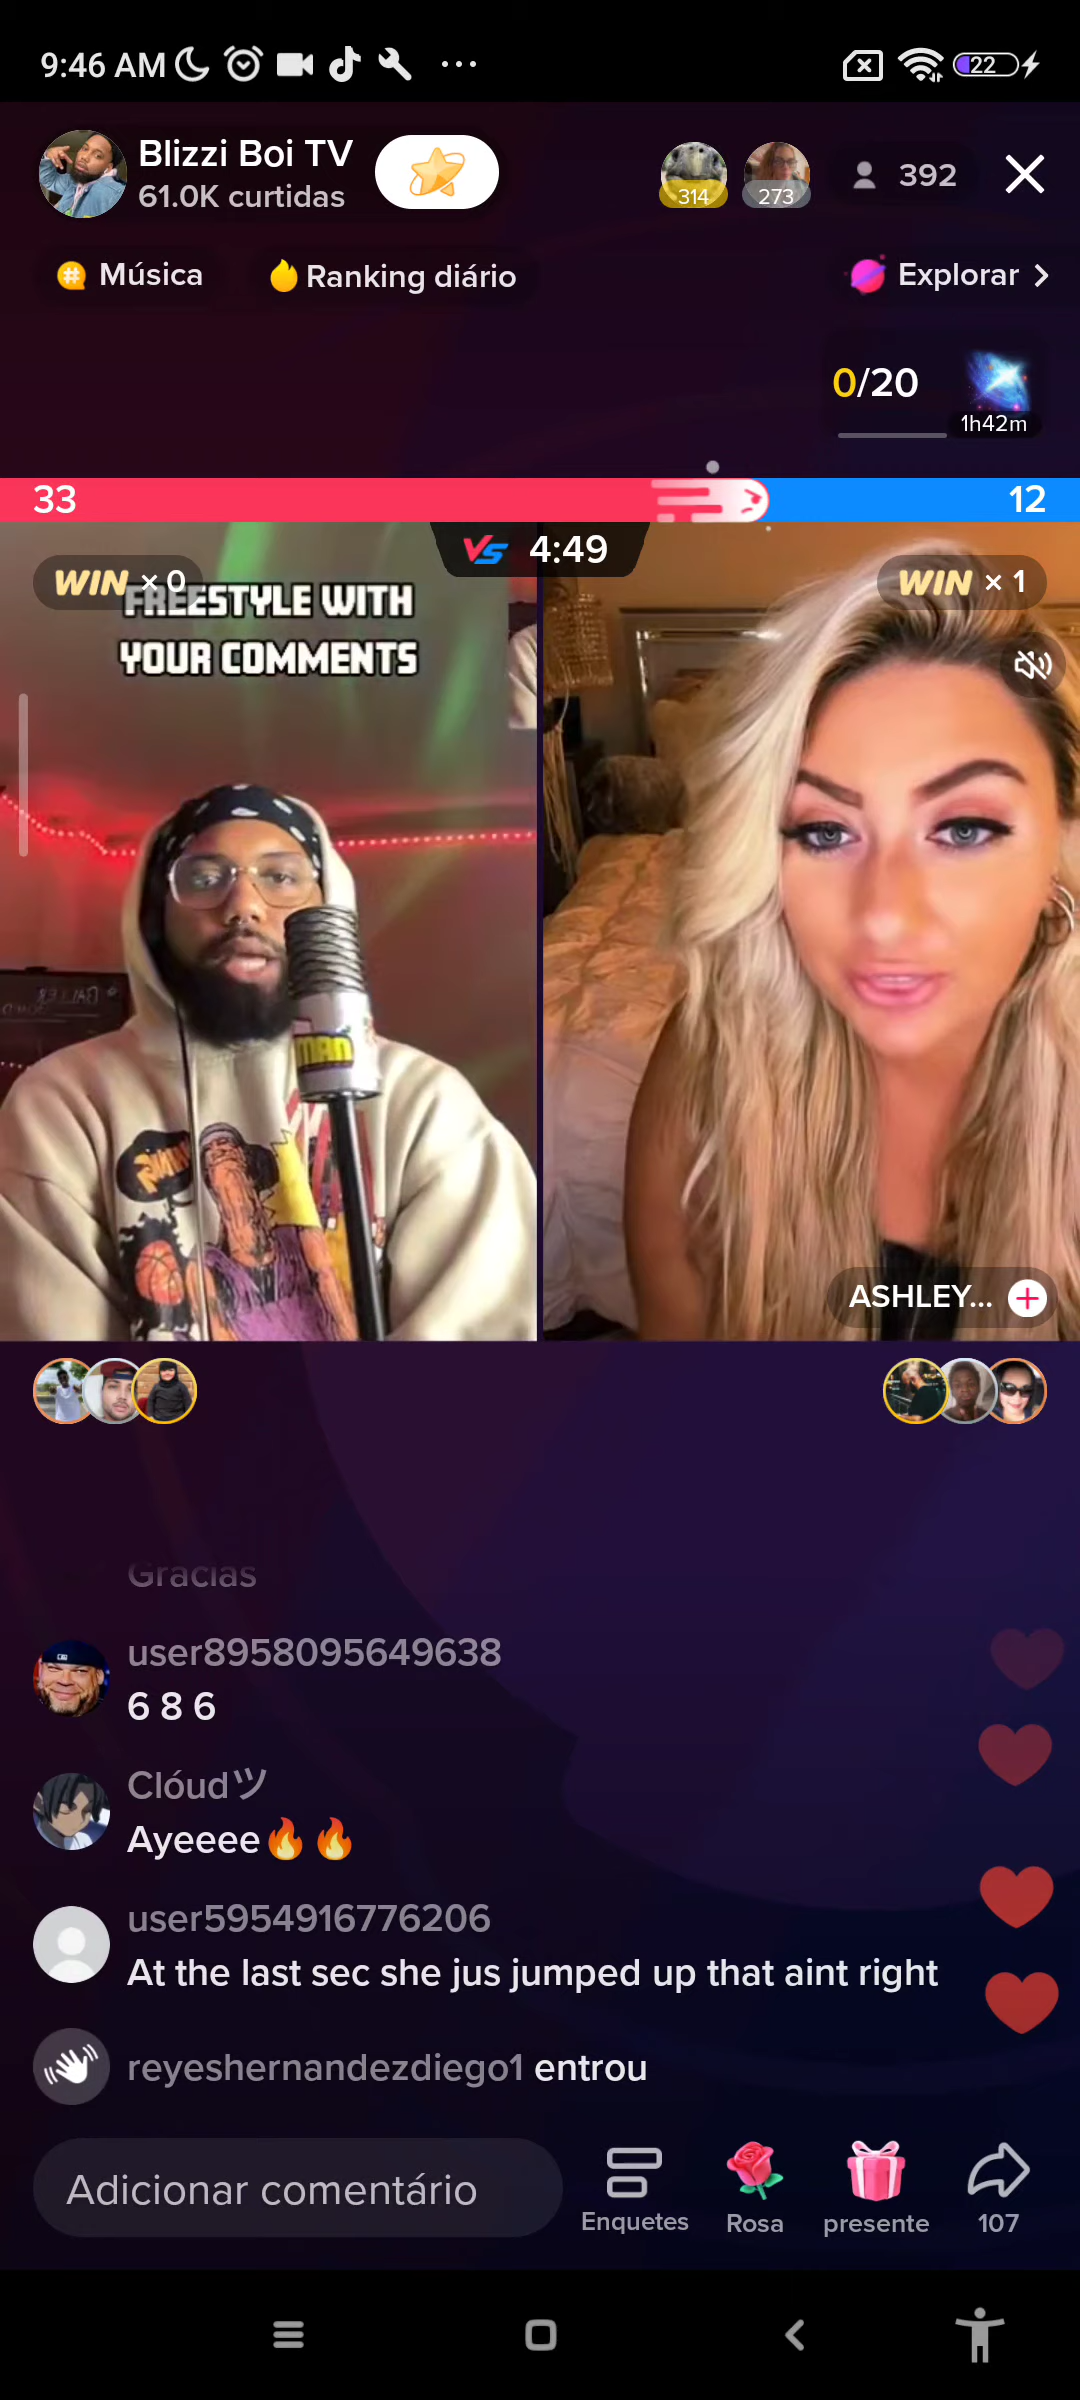 9:46 AM
22
Blizzi Boi TV
61.0K curtidas
314
273
392
Música
Ranking diário
Explorar
0/20
1h42m
33
12
VS 4:49
WIN × 0
WIN × 1
FREESTYLE WITH
YOUR COMMENTS
MAN
ASHLEY...
Gracias
user8958095649638
6 8 6
Clóudツ
Ayeeee🔥🔥
user5954916776206
At the last sec she jus jumped up that aint right
reyeshernandezdiego1 entrou
Adicionar comentário
Enquetes
Rosa
presente
107